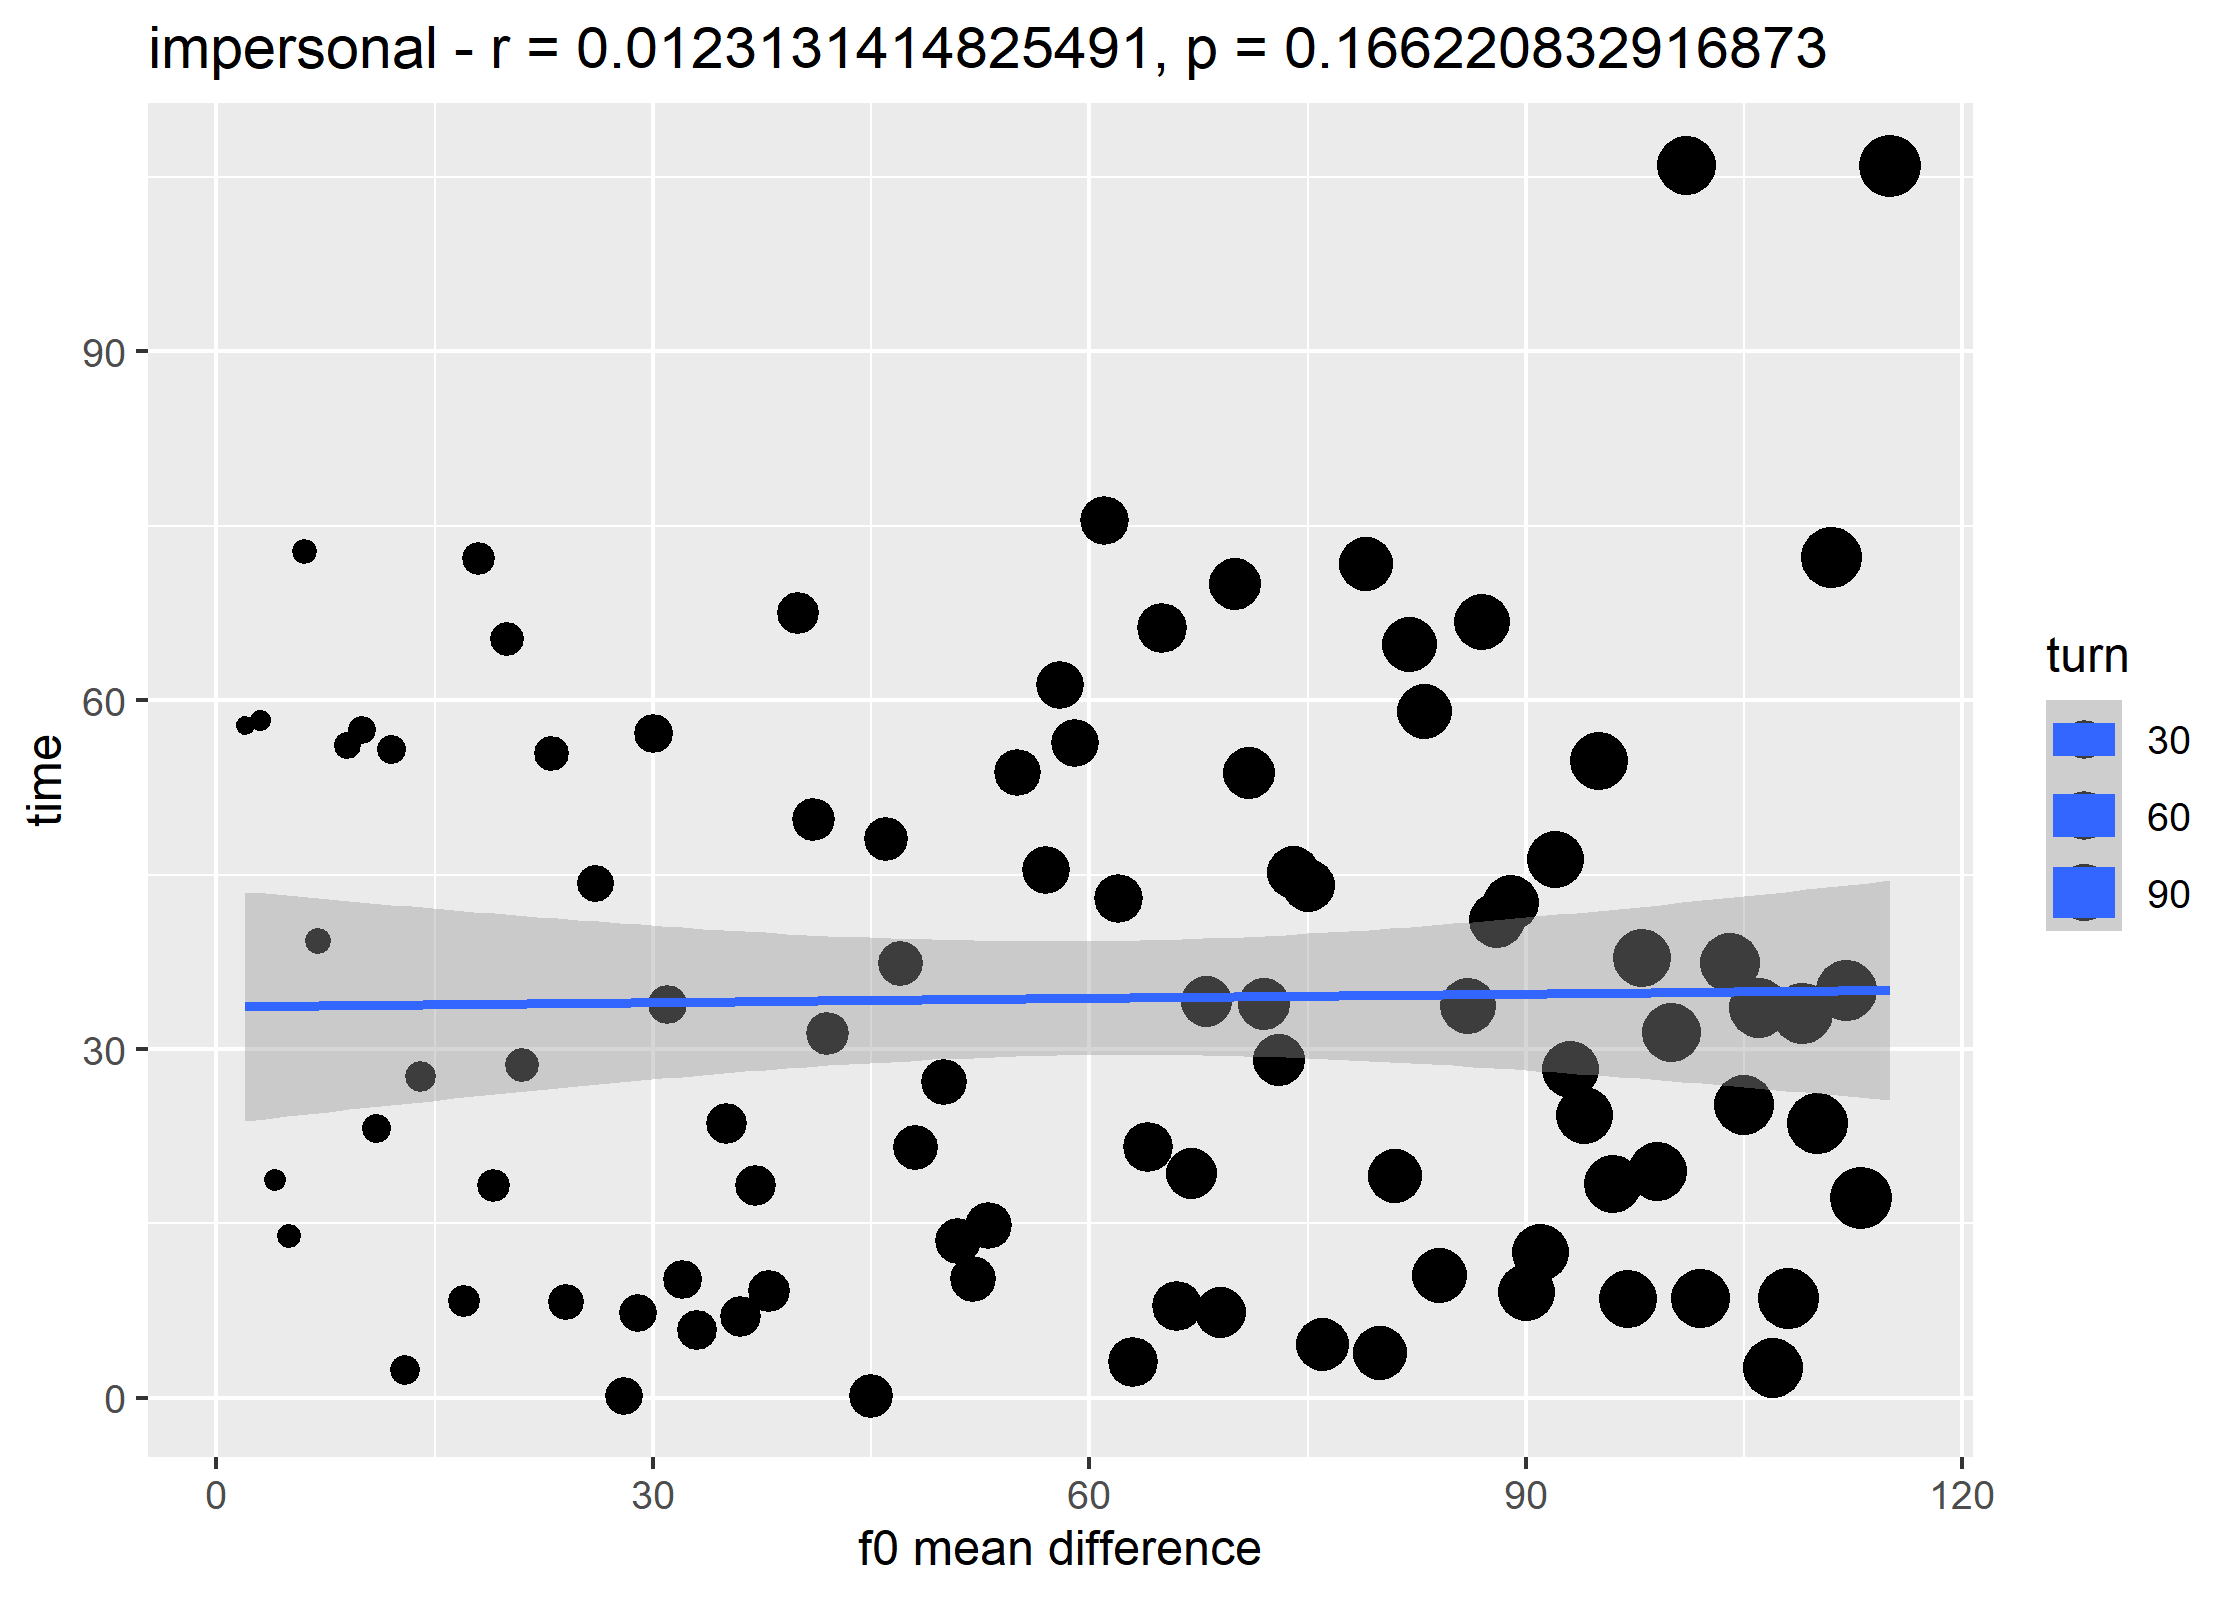 impersonal - r = 0.0123131414825491, p = 0.166220832916873
time
90
60
30
0
0 30 60 90 120
f0 mean difference
turn
30
60
90